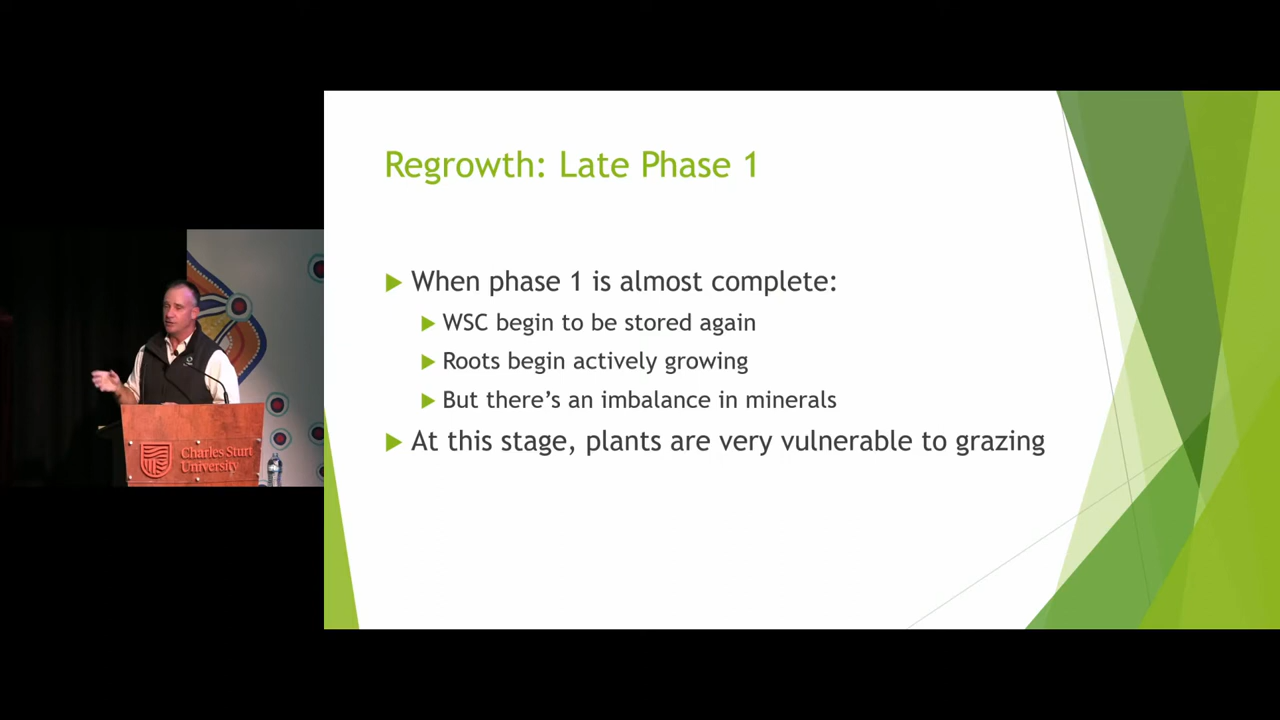 Regrowth: Late Phase 1
When phase 1 is almost complete:
WSC begin to be stored again
Roots begin actively growing
But there's an imbalance in minerals
At this stage, plants are very vulnerable to grazing
Charles Sturt
University